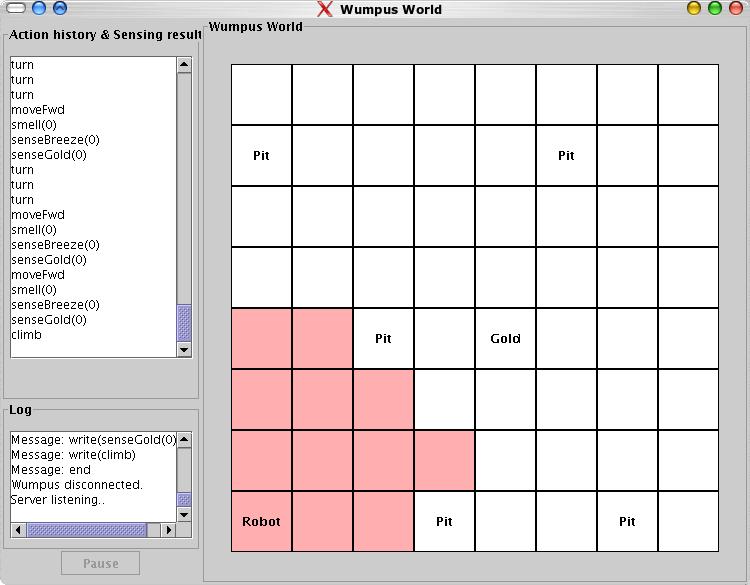 Wumpus World
Action history & Sensing result
turn
turn
turn
moveFwd
smell(0)
senseBreeze(0)
senseGold(0)
turn
turn
turn
moveFwd
smell(0)
senseBreeze(0)
senseGold(0)
moveFwd
smell(0)
senseBreeze(0)
senseGold(0)
climb
Log
Message: write(senseGold(0)
Message: write(climb)
Message: end
Wumpus disconnected.
Server listening..
Pause
Wumpus World
Pit Pit
Pit Gold
Robot Pit Pit